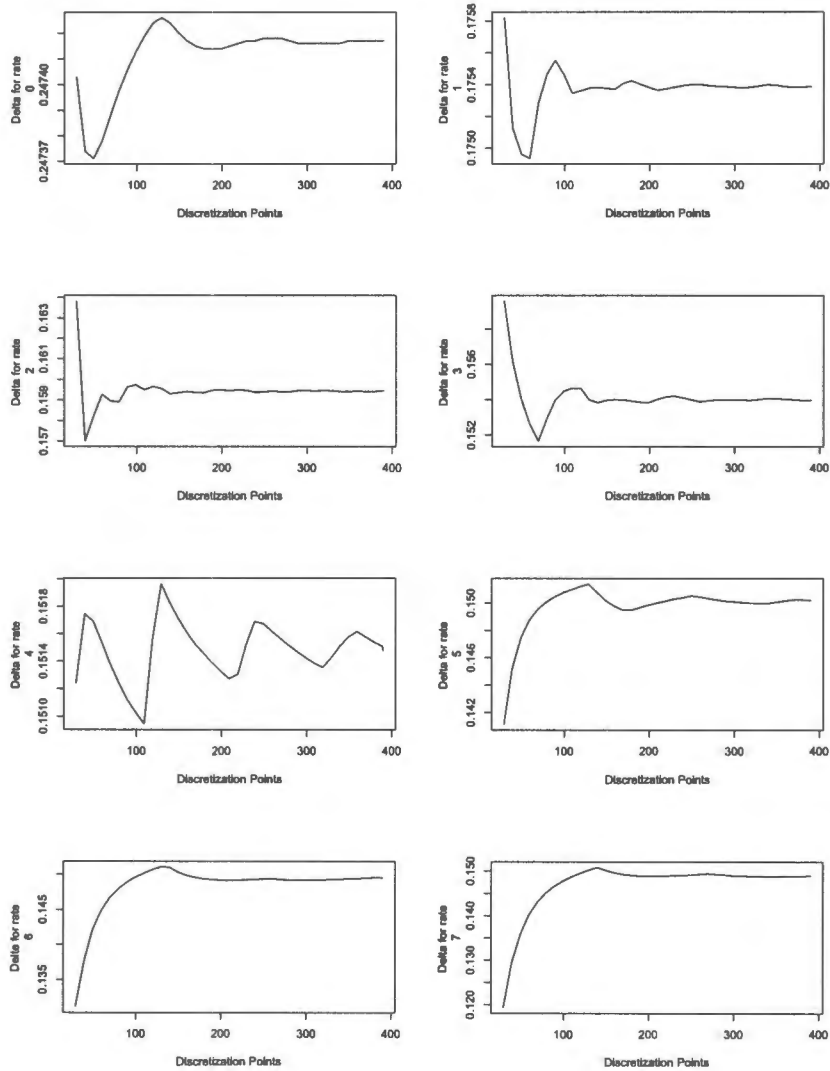 Delta for rate
0
0.24737 0.24740
100 200 300 400
Discretization Points
Delta for rate
1
0.1750 0.1754 0.1758
100 200 300 400
Discretization Points
Delta for rate
2
0.157 0.159 0.161 0.163
100 200 300 400
Discretization Points
Delta for rate
3
0.152 0.156
100 200 300 400
Discretization Points
Delta for rate
4
0.1510 0.1514 0.1518
100 200 300 400
Discretization Points
Delta for rate
5
0.142 0.146 0.150
100 200 300 400
Discretization Points
Delta for rate
6
0.135 0.145
100 200 300 400
Discretization Points
Delta for rate
7
0.120 0.130 0.140 0.150
100 200 300 400
Discretization Points